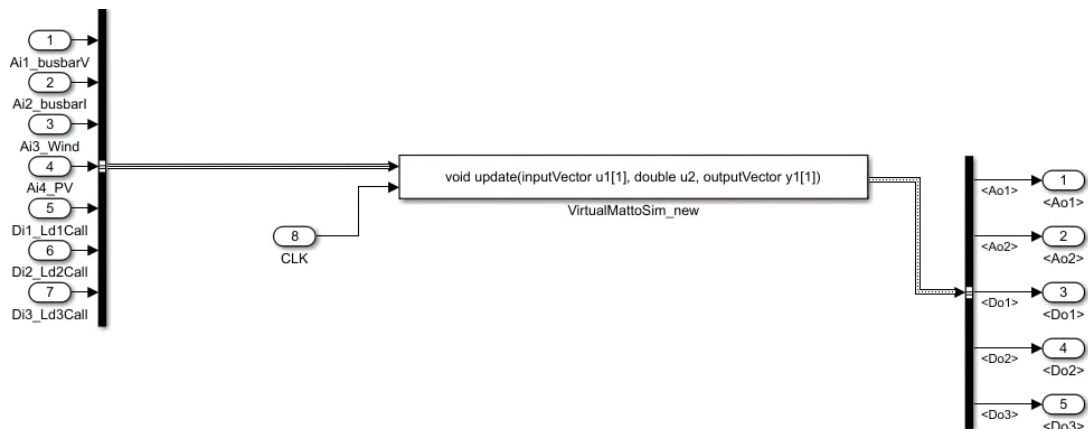 1
Ai1_busbarV
2
Ai2_busbarI
3
Ai3_Wind
4
Ai4_PV
5
Di1_Ld1Call
6
Di2_Ld2Call
7
Di3_Ld3Call
8
CLK
void update(inputVector u1[1], double u2, outputVector y1[1])
VirtualMattoSim_new
<Ao1>
1
<Ao1>
<Ao2>
2
<Ao2>
<Do1>
3
<Do1>
<Do2>
4
<Do2>
<Do3>
5
<Do3>